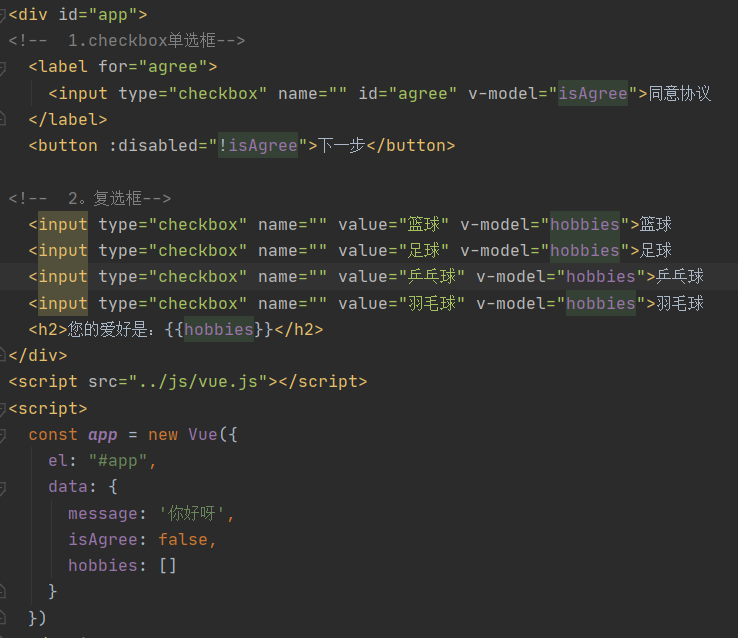 <div id="app">
<!--  1.checkbox单选框-->
<label for="agree">
<input type="checkbox" name="" id="agree" v-model="isAgree">同意协议
</label>
<button :disabled="!isAgree">下一步</button>
<!--  2。复选框-->
<input type="checkbox" name="" value="篮球" v-model="hobbies">篮球
<input type="checkbox" name="" value="足球" v-model="hobbies">足球
<input type="checkbox" name="" value="乒乓球" v-model="hobbies">乒乓球
<input type="checkbox" name="" value="羽毛球" v-model="hobbies">羽毛球
<h2>您的爱好是：{{hobbies}}</h2>
</div>
<script src="../js/vue.js"></script>
<script>
const app = new Vue({
el: "#app",
data: {
message: '你好呀',
isAgree: false,
hobbies: []
}
})